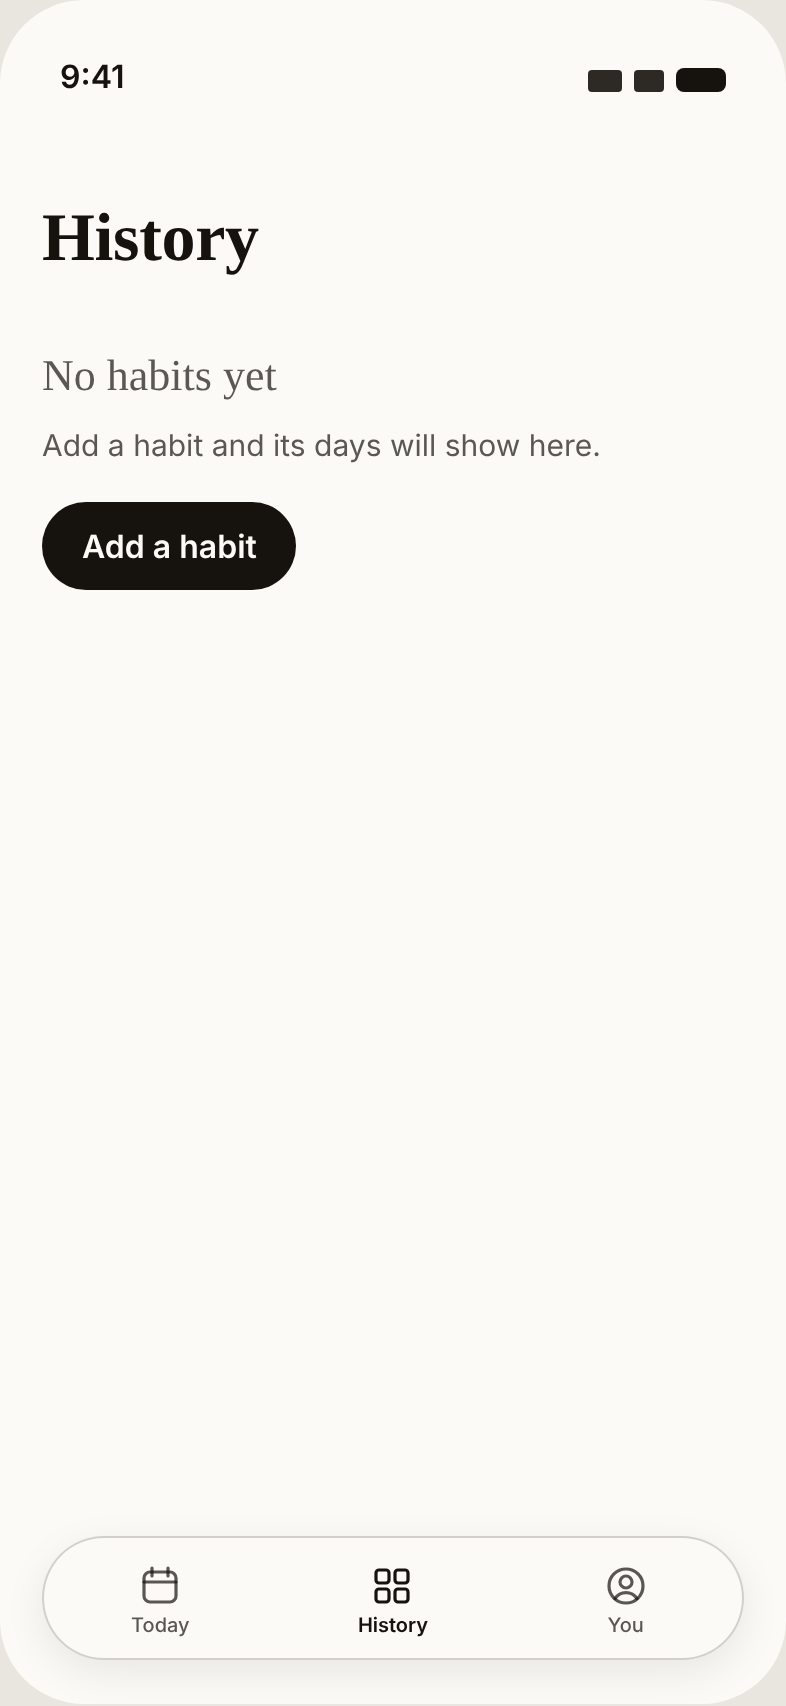 9:41
History
No habits yet
Add a habit and its days will show here.
Add a habit
Today
History
You